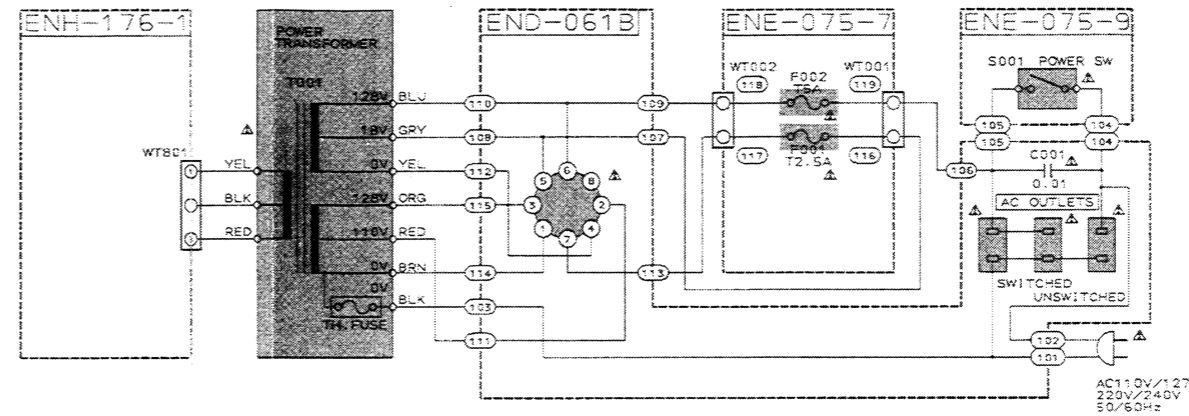 ENH-176-1
END-061B
ENE-075-7
ENE-075-9
POWER
TRANSFORMER
T001
WT801
YEL
BLK
RED
128V BLU
18V GRY
0V YEL
128V ORG
110V RED
0V BRN
0V BLK
TH. FUSE
110
108
112
115
114
103
111
5 6 8
3 2
1 7 4
109
107
113
WT002
118
F002
T5A
WT001
119
117
F001
T2.5A
116
S001 POWER SW
105
104
105
104
106
C001
0.01
AC OUTLETS
SWITCHED
UNSWITCHED
102
101
AC110V/127
220V/240V
50/60Hz